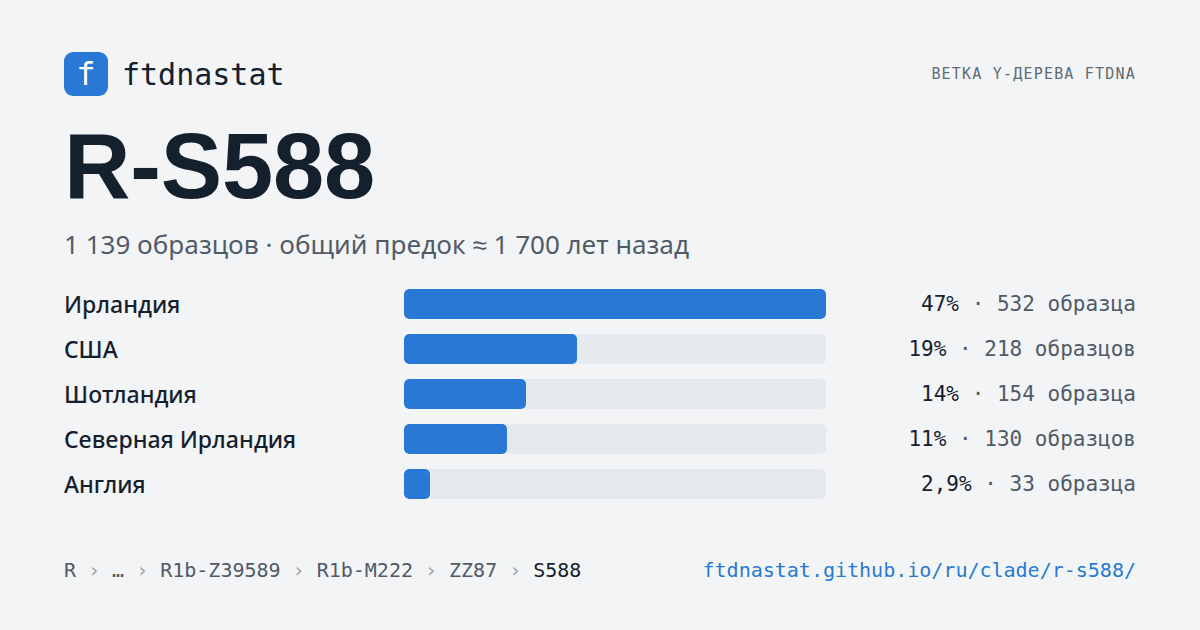 f ftdnastat
ВЕТКА Y-ДЕРЕВА FTDNA
R-S588
1 139 образцов · общий предок ≈ 1 700 лет назад
Ирландия 47% · 532 образца
США 19% · 218 образцов
Шотландия 14% · 154 образца
Северная Ирландия 11% · 130 образцов
Англия 2,9% · 33 образца
R › … › R1b-Z39589 › R1b-M222 › ZZ87 › S588
ftdnastat.github.io/ru/clade/r-s588/